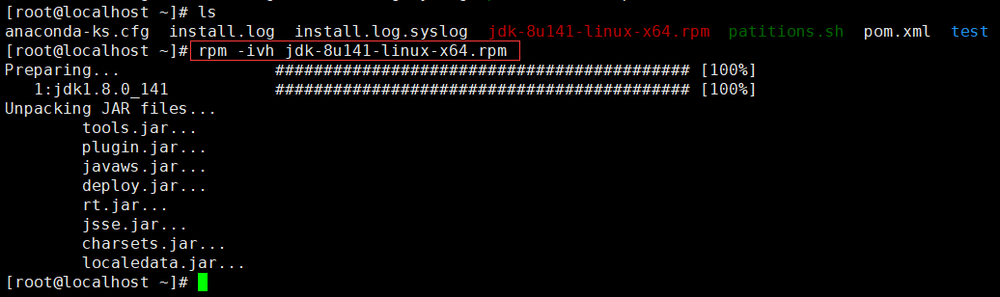 [root@localhost ~]# ls
anaconda-ks.cfg  install.log  install.log.syslog  jdk-8u141-linux-x64.rpm  patitions.sh  pom.xml  test
[root@localhost ~]# rpm -ivh jdk-8u141-linux-x64.rpm
Preparing...                ########################################### [100%]
   1:jdk1.8.0_141           ########################################### [100%]
Unpacking JAR files...
        tools.jar...
        plugin.jar...
        javaws.jar...
        deploy.jar...
        rt.jar...
        jsse.jar...
        charsets.jar...
        localedata.jar...
[root@localhost ~]#